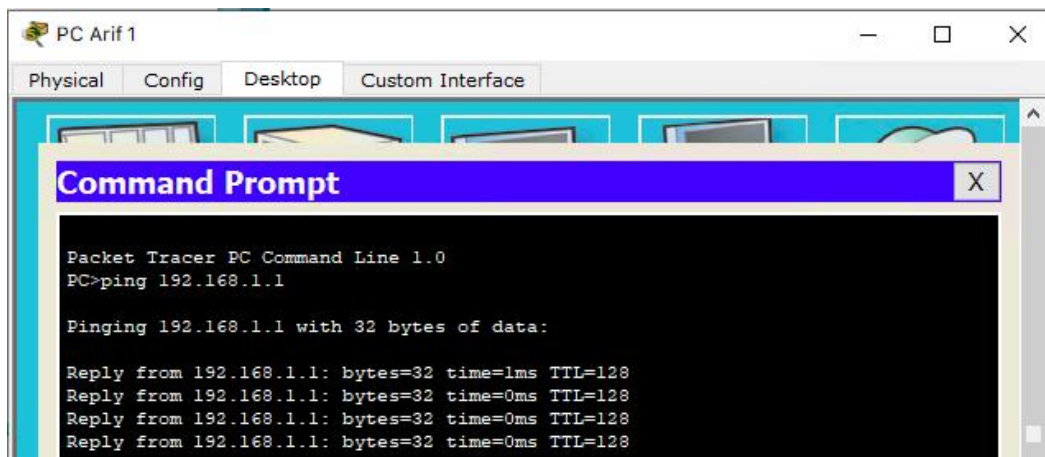 PC Arif 1
Physical Config Desktop Custom Interface
Command Prompt
X
Packet Tracer PC Command Line 1.0
PC>ping 192.168.1.1
Pinging 192.168.1.1 with 32 bytes of data:
Reply from 192.168.1.1: bytes=32 time=1ms TTL=128
Reply from 192.168.1.1: bytes=32 time=0ms TTL=128
Reply from 192.168.1.1: bytes=32 time=0ms TTL=128
Reply from 192.168.1.1: bytes=32 time=0ms TTL=128